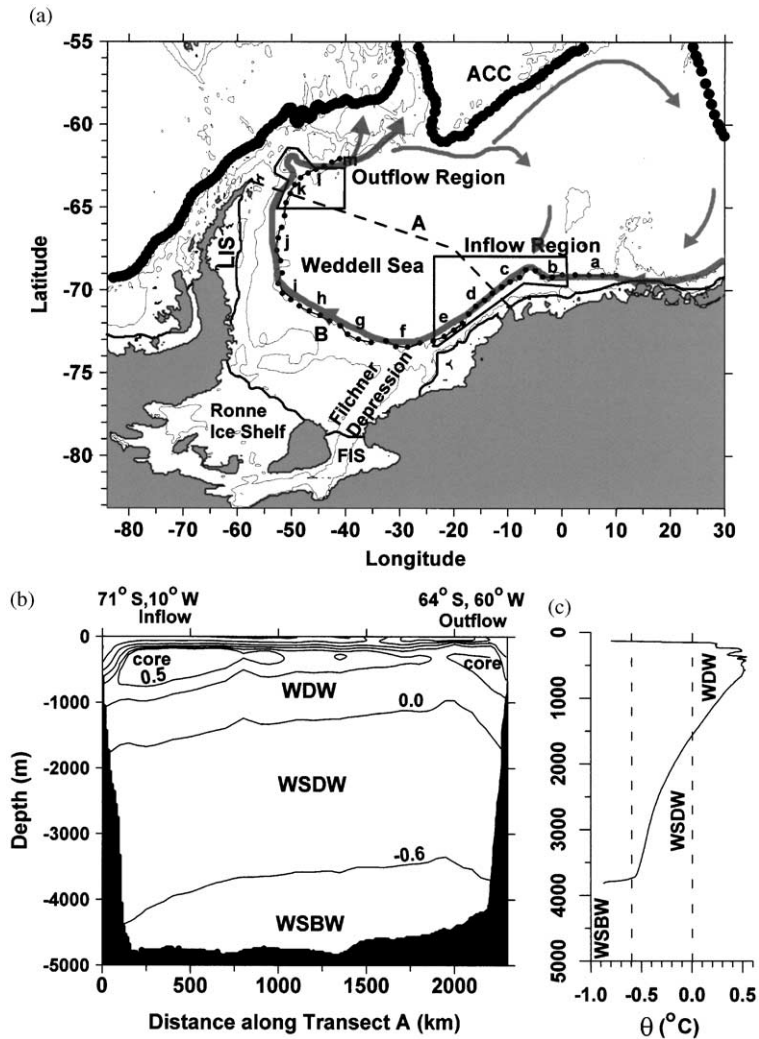 (a)
-55
-60
-65
-70
-75
-80
Latitude
ACC
Outflow Region
m
l
k
A
Inflow Region
LIS
j
Weddell Sea
c
b
a
d
i
h
g
f
e
B
Filchner
Depression
Ronne
Ice Shelf
FIS
-80 -70 -60 -50 -40 -30 -20 -10 0 10 20 30
Longitude
(b)
71° S,10° W
Inflow
64° S, 60° W
Outflow
0
-1000
-2000
-3000
-4000
-5000
Depth (m)
core
0.5
core
WDW
0.0
WSDW
-0.6
WSBW
0 500 1000 1500 2000
Distance along Transect A (km)
(c)
0
1000
2000
3000
4000
5000
WDW
WSDW
WSBW
-1.0 -0.5 0.0 0.5
θ (°C)